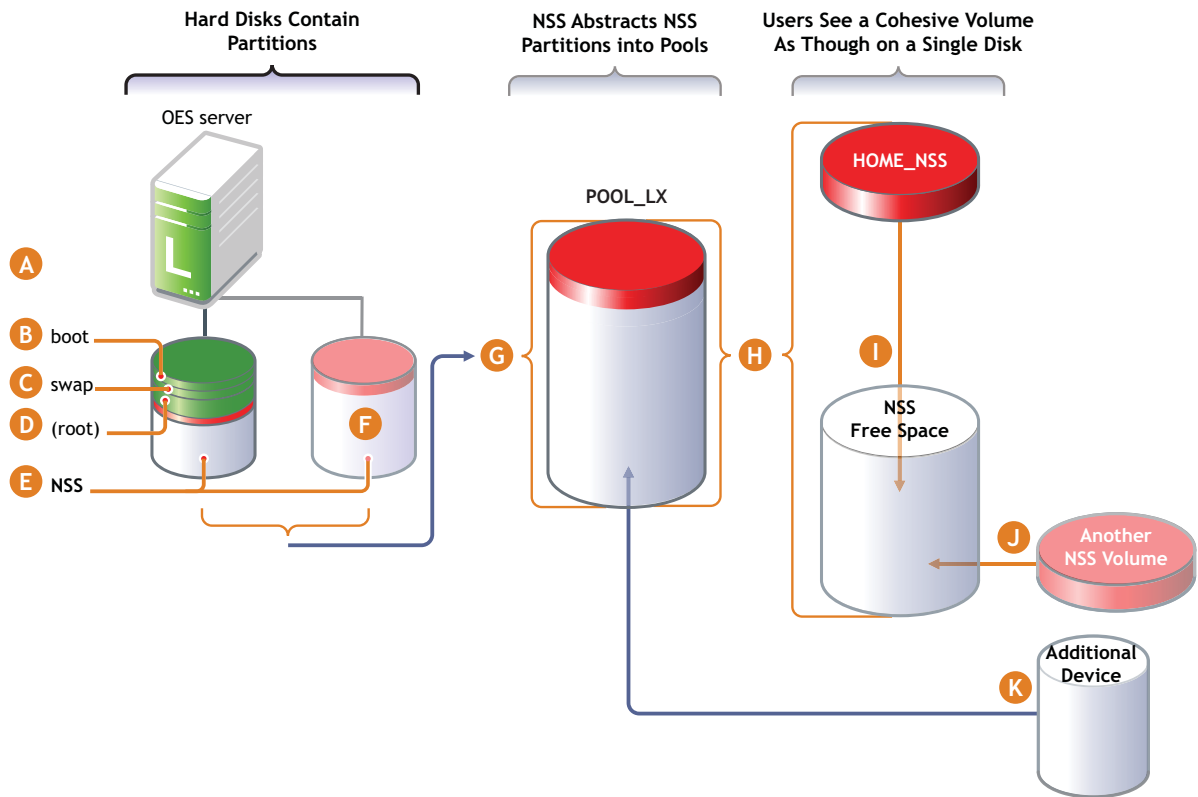 Hard Disks Contain
Partitions
NSS Abstracts NSS
Partitions into Pools
Users See a Cohesive Volume
As Though on a Single Disk
OES server
L
A
B boot
C swap
D (root)
E NSS
F
POOL_LX
G
H
HOME_NSS
I
NSS
Free Space
J
Another
NSS Volume
K
Additional
Device